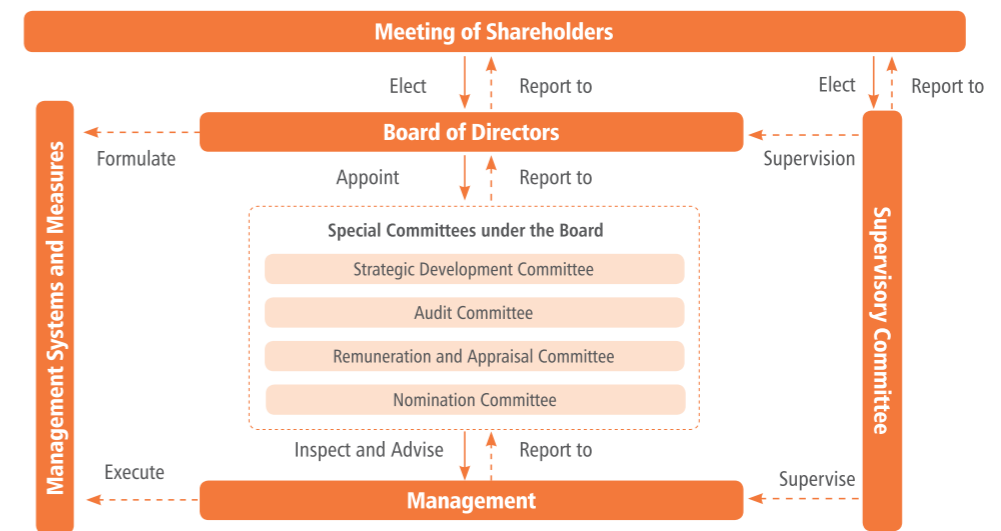 Meeting of Shareholders
Elect
Report to
Elect
Report to
Board of Directors
Formulate
Supervision
Appoint
Report to
Management Systems and Measures
Supervisory Committee
Special Committees under the Board
Strategic Development Committee
Audit Committee
Remuneration and Appraisal Committee
Nomination Committee
Inspect and Advise
Report to
Execute
Supervise
Management